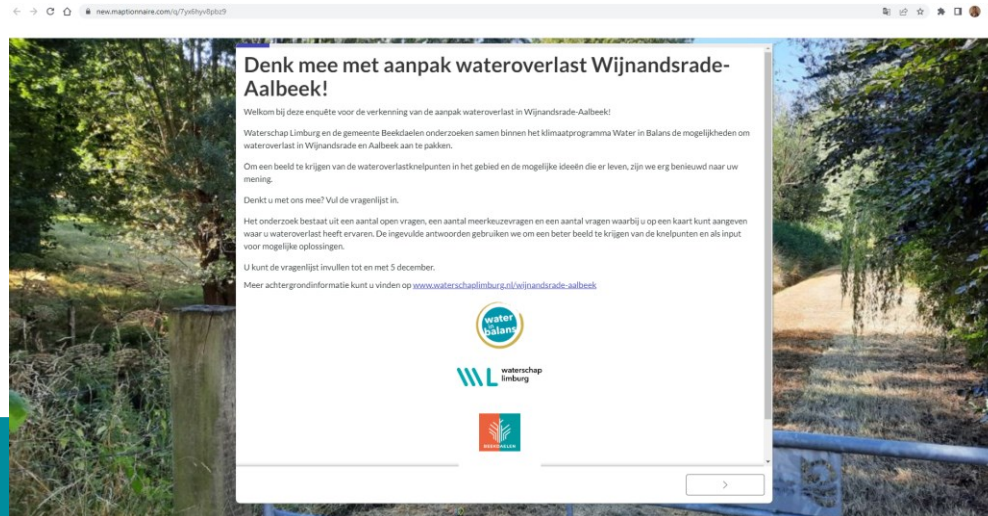 new.maptionnaire.com/q/7yv6hyv8pbz9
Denk mee met aanpak wateroverlast Wijnandsrade-
Aalbeek!
Welkom bij deze enquête voor de verkenning van de aanpak wateroverlast in Wijnandsrade-Aalbeek!
Waterschap Limburg en de gemeente Beekdaelen onderzoeken samen binnen het klimaatprogramma Water in Balans de mogelijkheden om
wateroverlast in Wijnandsrade en Aalbeek aan te pakken.
Om een beeld te krijgen van de wateroverlastknelpunten in het gebied en de mogelijke ideeën die er leven, zijn we erg benieuwd naar uw
mening.
Denkt u met ons mee? Vul de vragenlijst in.
Het onderzoek bestaat uit een aantal open vragen, een aantal meerkeuzevragen en een aantal vragen waarbij u op een kaart kunt aangeven
waar u wateroverlast heeft ervaren. De ingevulde antwoorden gebruiken we om een beter beeld te krijgen van de knelpunten en als input
voor mogelijke oplossingen.
U kunt de vragenlijst invullen tot en met 5 december.
Meer achtergrondinformatie kunt u vinden op www.waterschaplimburg.nl/wijnandsrade-aalbeek
water
in
balans
waterschap
limburg
BEEKDAELEN